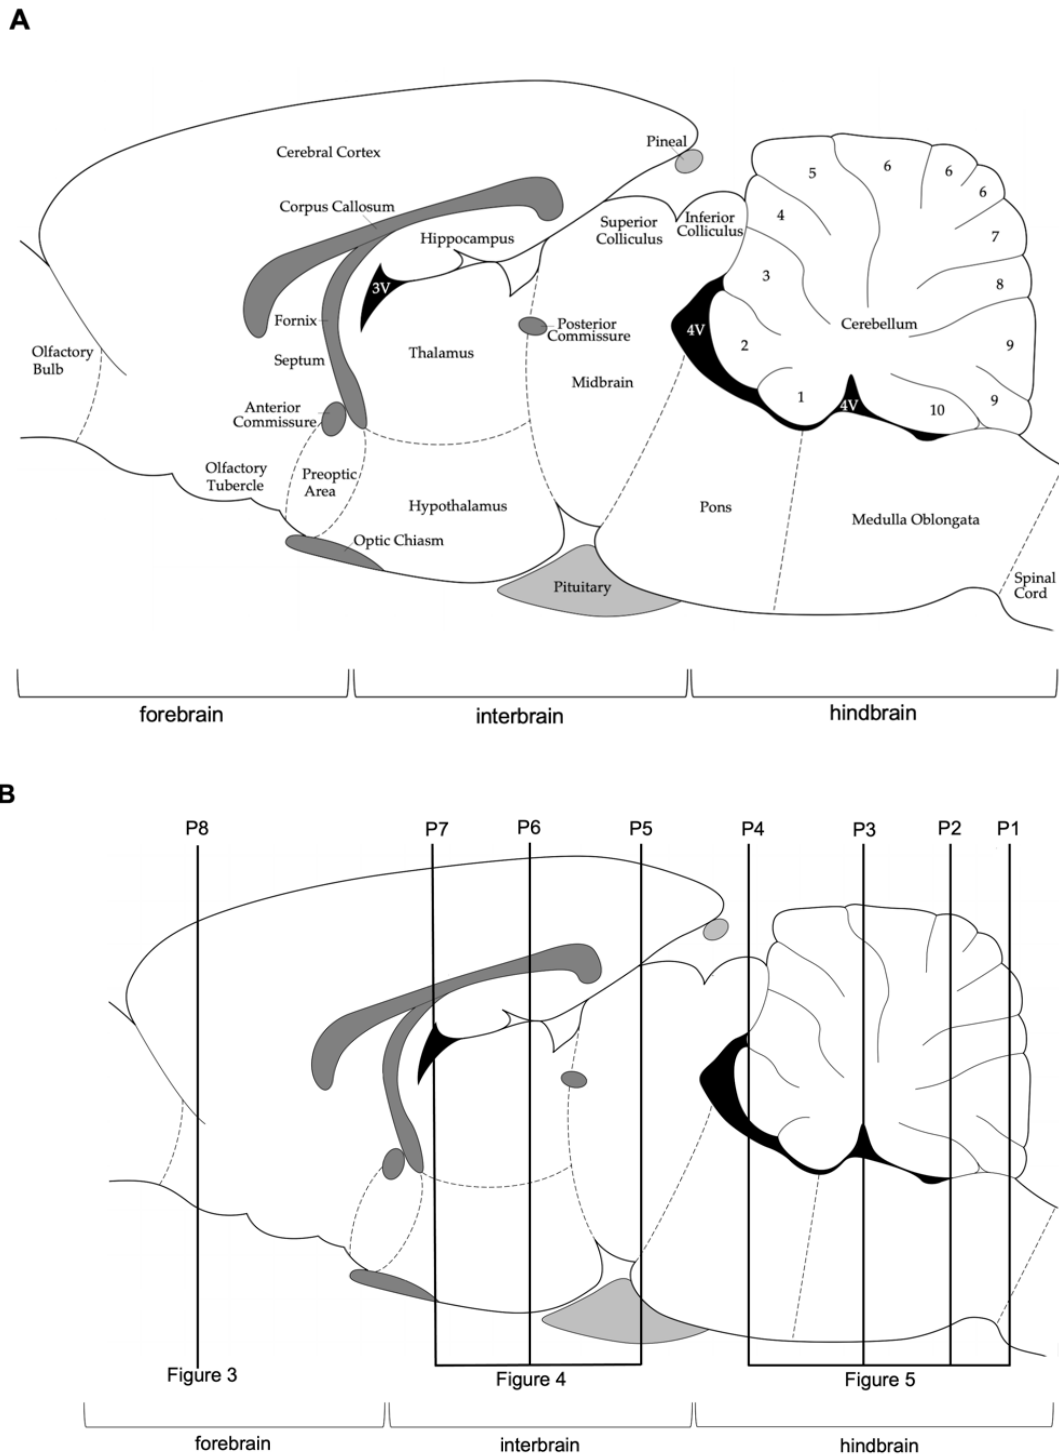 A
Cerebral Cortex
Pineal
Corpus Callosum
Hippocampus
Superior
Colliculus
Inferior
Colliculus
5
6
6
6
4
7
3
8
3V
Fornix
Posterior
Commissure
4V
Cerebellum
2
9
Olfactory
Bulb
Septum
Thalamus
Midbrain
1
4V
10
9
Anterior
Commissure
Olfactory
Tubercle
Preoptic
Area
Hypothalamus
Pons
Medulla Oblongata
Optic Chiasm
Pituitary
Spinal
Cord
forebrain
interbrain
hindbrain
B
P8
P7
P6
P5
P4
P3
P2
P1
Figure 3
Figure 4
Figure 5
forebrain
interbrain
hindbrain